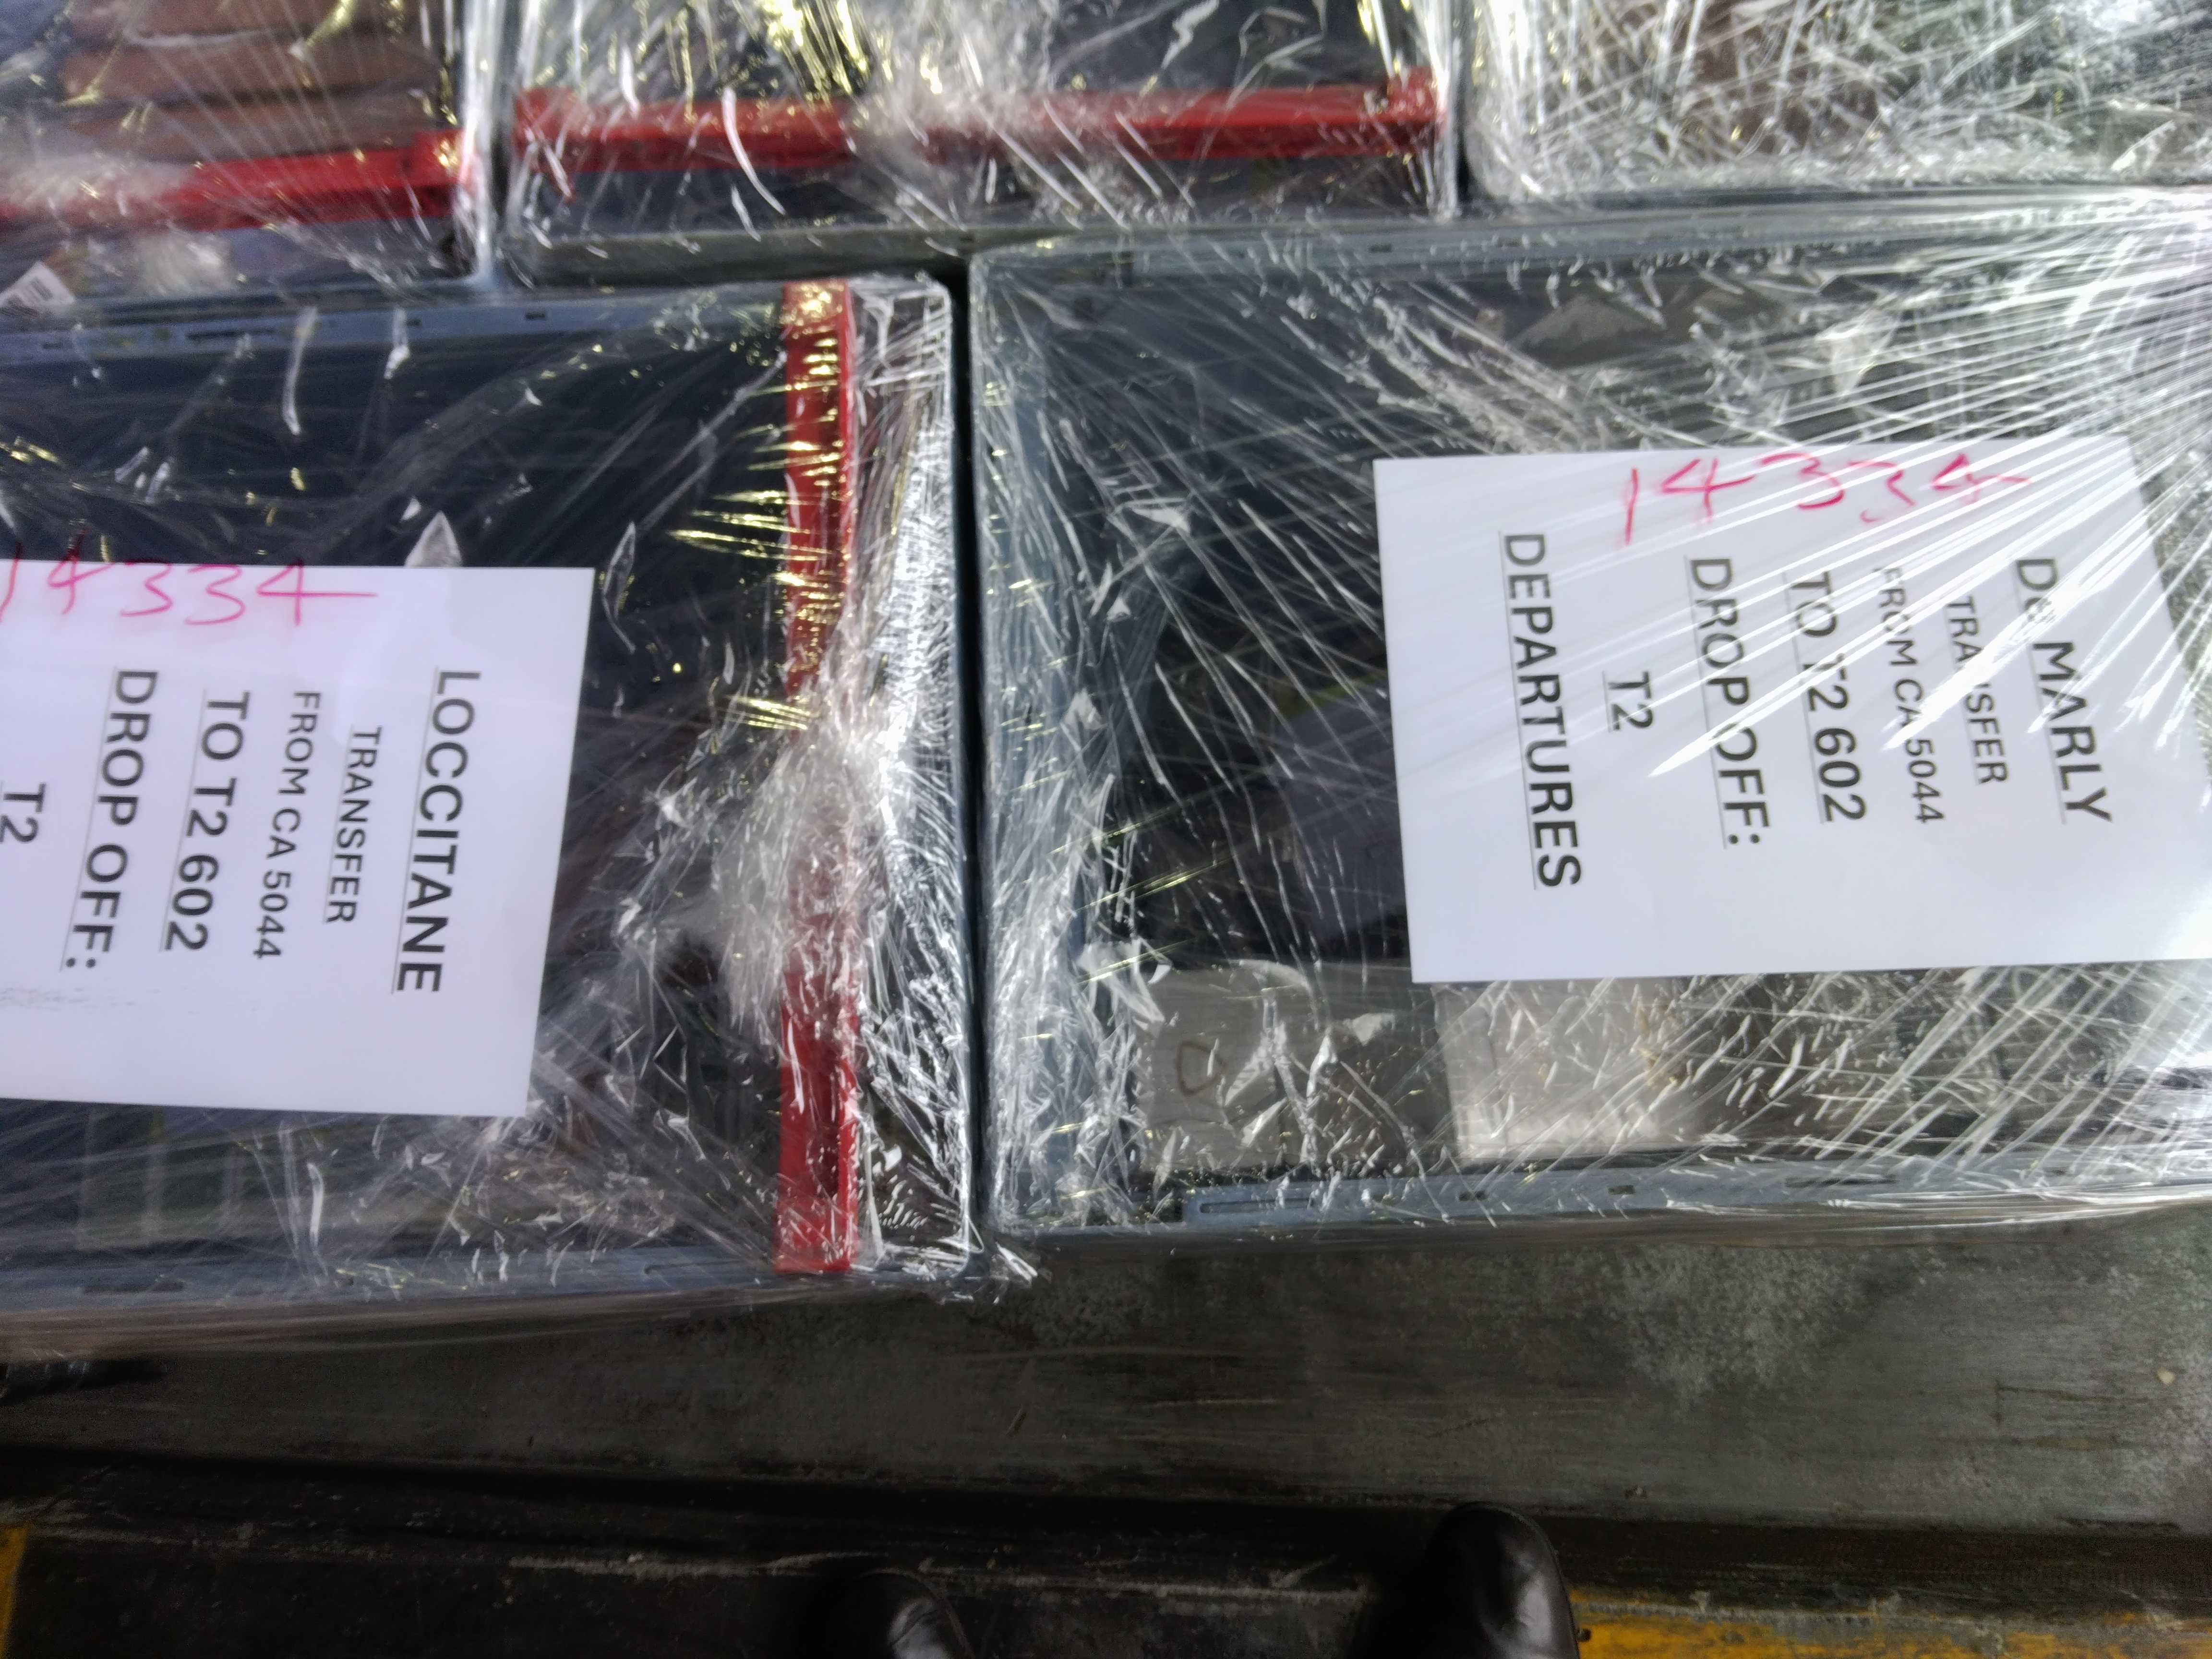 LOCCITANE
TRANSFER
FROM CA 5044
TO T2 602
DROP OFF:
T2
14334
De MARLY
TRANSFER
FROM CA 5044
TO T2 602
DROP OFF:
T2
DEPARTURES
14334